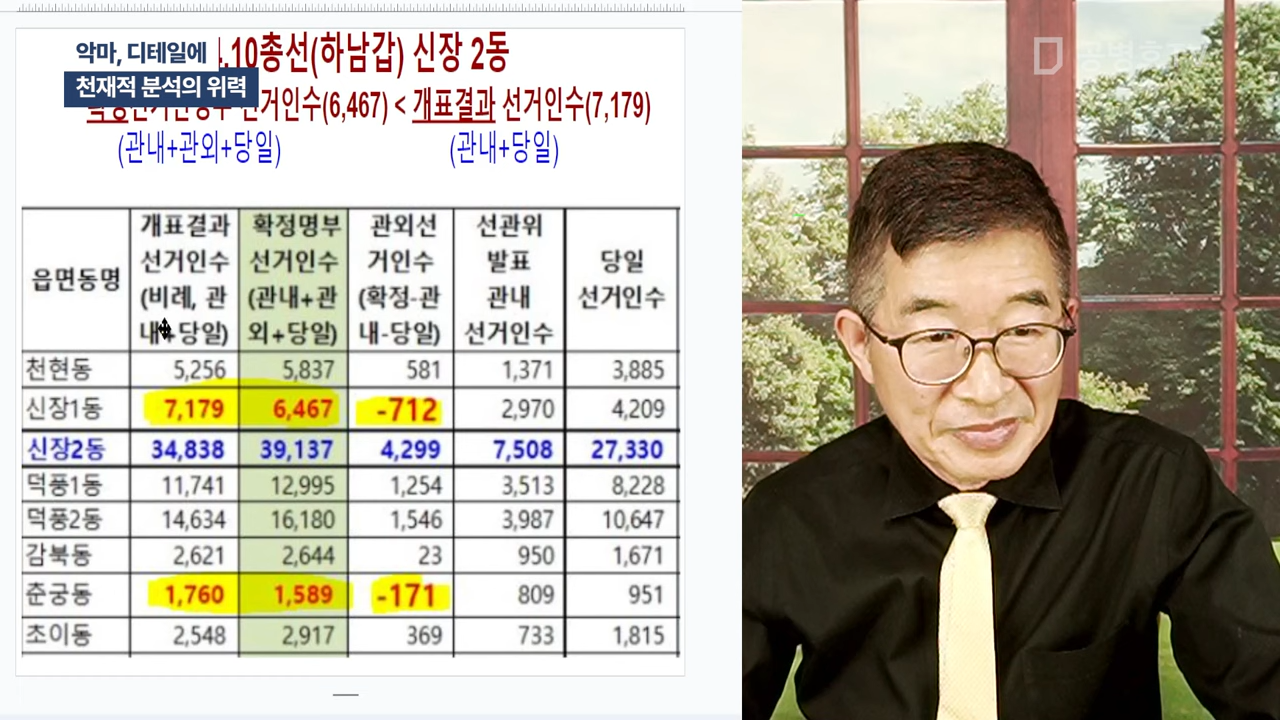 악마, 디테일에
천재적 분석의 위력
.10총선(하남갑) 신장 2동
선거인수(6,467) < 개표결과 선거인수(7,179)
(관내+관외+당일) (관내+당일)
읍면동명 개표결과 선거인수 (비례, 관내+당일) 확정명부 선거인수 (관내+관외+당일) 관외선거인수 (확정-관내-당일) 선관위 발표 관내 선거인수 당일 선거인수
천현동 5,256 5,837 581 1,371 3,885
신장1동 7,179 6,467 -712 2,970 4,209
신장2동 34,838 39,137 4,299 7,508 27,330
덕풍1동 11,741 12,995 1,254 3,513 8,228
덕풍2동 14,634 16,180 1,546 3,987 10,647
감북동 2,621 2,644 23 950 1,671
춘궁동 1,760 1,589 -171 809 951
초이동 2,548 2,917 369 733 1,815